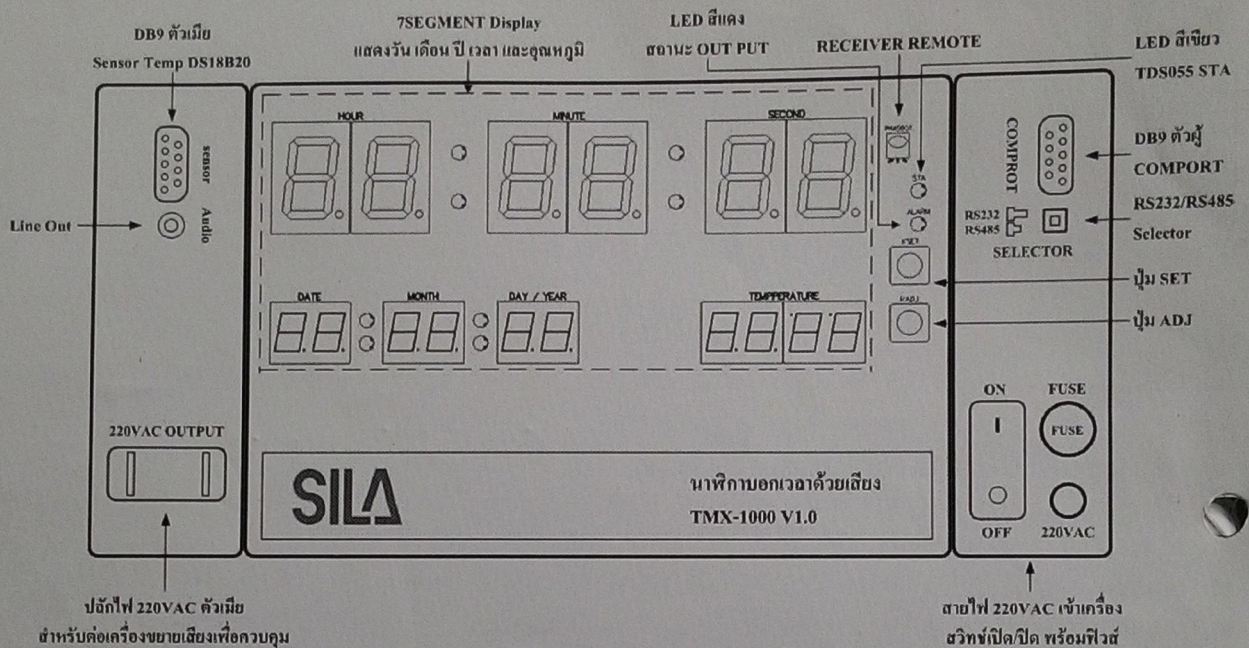 DB9 ตัวเมีย
Sensor Temp DS18B20
7SEGMENT Display
แสดงวัน เดือน ปี เวลา และอุณหภูมิ
LED สีแดง
สถานะ OUT PUT
RECEIVER REMOTE
LED สีเขียว
TDS055 STA
HOUR
MINUTE
SECOND
sensor
Audio
Line Out
STA
ALARM
COMPROT
DB9 ตัวผู้
COMPORT
RS232
RS485
SELECTOR
RS232/RS485
Selector
ปุ่ม SET
ปุ่ม ADJ
DATE
MONTH
DAY / YEAR
TEMPPERATURE
220VAC OUTPUT
ON
FUSE
FUSE
OFF
220VAC
SILA
นาฬิกาบอกเวลาด้วยเสียง
TMX-1000 V1.0
ปลั๊กไฟ 220VAC ตัวเมีย
สำหรับต่อเครื่องขยายเสียงเพื่อควบคุม
สายไฟ 220VAC เข้าเครื่อง
สวิทช์เปิด/ปิด พร้อมฟิวส์